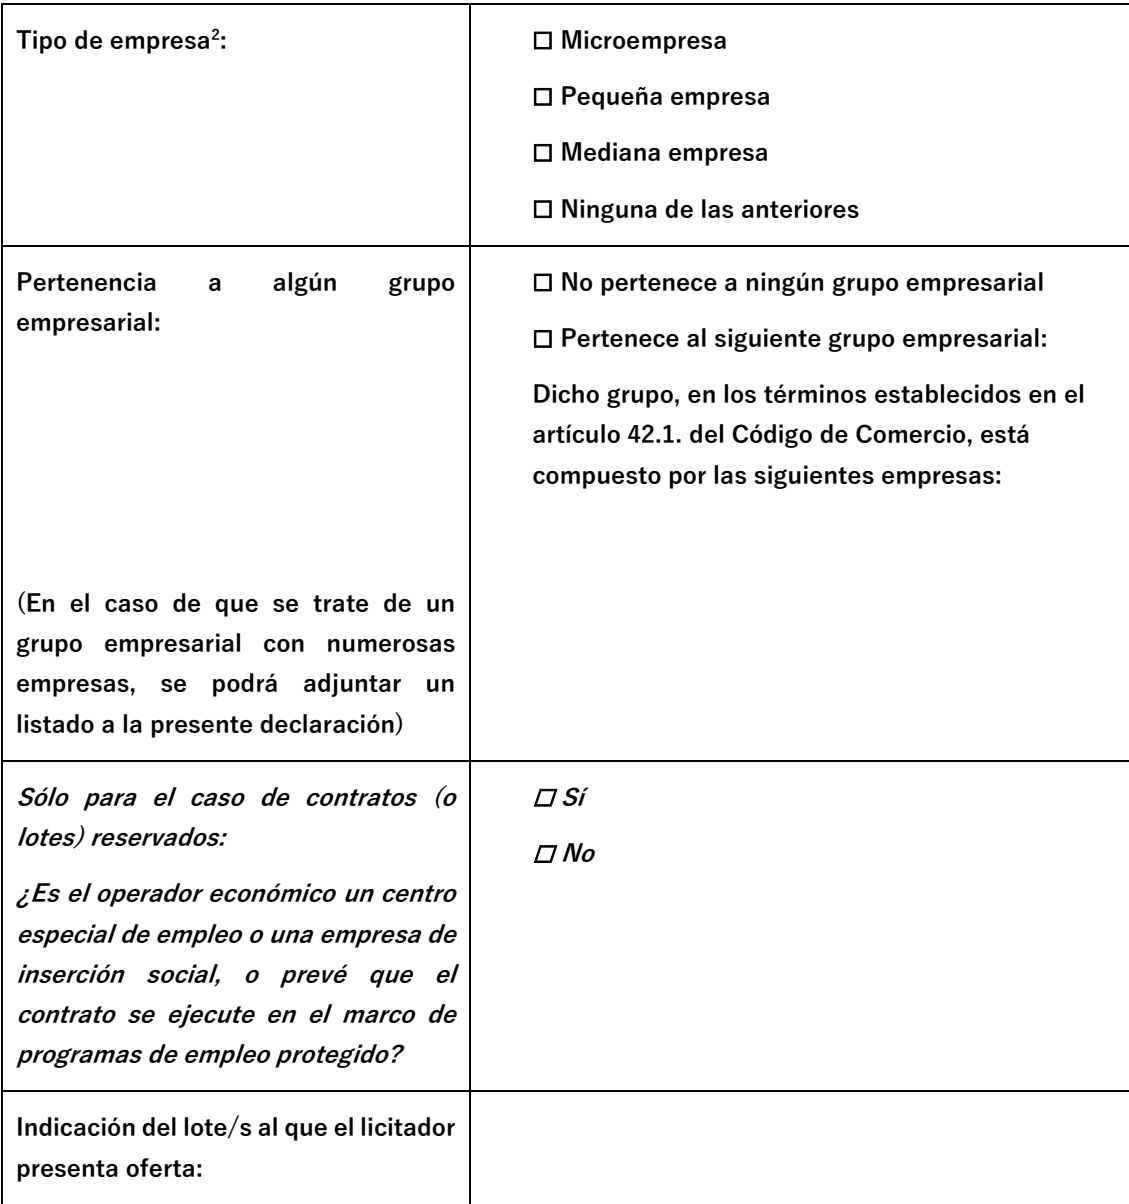 Tipo de empresa²:
☐ Microempresa
☐ Pequeña empresa
☐ Mediana empresa
☐ Ninguna de las anteriores
Pertenencia a algún grupo
empresarial:
(En el caso de que se trate de un
grupo empresarial con numerosas
empresas, se podrá adjuntar un
listado a la presente declaración)
☐ No pertenece a ningún grupo empresarial
☐ Pertenece al siguiente grupo empresarial:
Dicho grupo, en los términos establecidos en el
artículo 42.1. del Código de Comercio, está
compuesto por las siguientes empresas:
Sólo para el caso de contratos (o
lotes) reservados:
¿Es el operador económico un centro
especial de empleo o una empresa de
inserción social, o prevé que el
contrato se ejecute en el marco de
programas de empleo protegido?
☐ Sí
☐ No
Indicación del lote/s al que el licitador
presenta oferta: